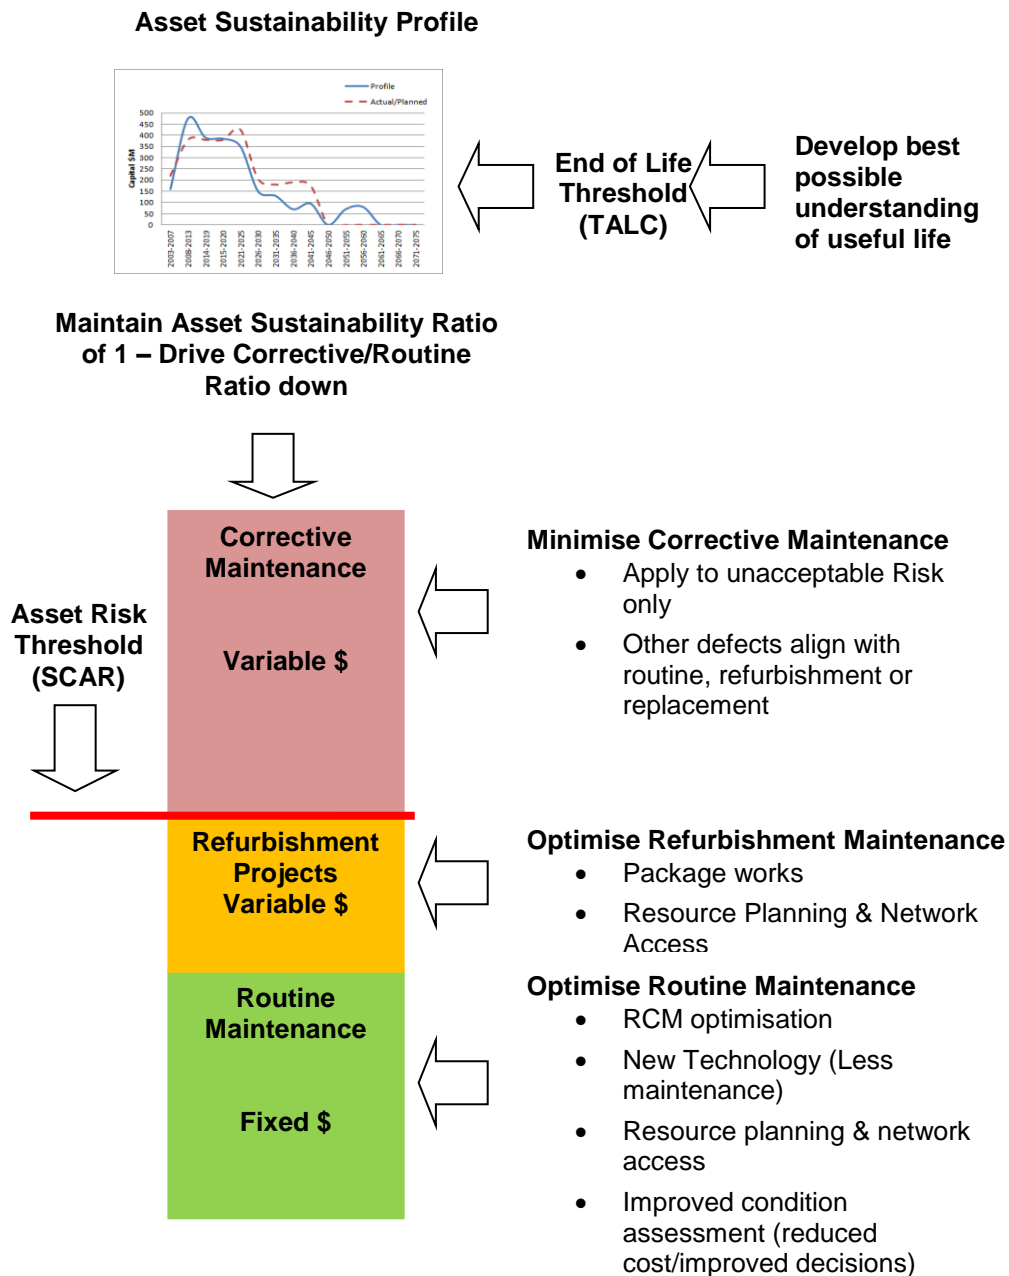 Asset Sustainability Profile
Profile
Actual/Planned
Capital $M
500
450
400
350
300
250
200
150
100
50
0
2003-2007
2008-2013
2014-2019
2015-2020
2021-2025
2026-2030
2031-2035
2036-2040
2041-2045
2046-2050
2051-2055
2056-2060
2061-2065
2066-2070
2071-2075
End of Life
Threshold
(TALC)
Develop best
possible
understanding
of useful life
Maintain Asset Sustainability Ratio
of 1 – Drive Corrective/Routine
Ratio down
Asset Risk
Threshold
(SCAR)
Corrective
Maintenance
Variable $
Minimise Corrective Maintenance
• Apply to unacceptable Risk
only
• Other defects align with
routine, refurbishment or
replacement
Refurbishment
Projects
Variable $
Optimise Refurbishment Maintenance
• Package works
• Resource Planning & Network
Access
Routine
Maintenance
Fixed $
Optimise Routine Maintenance
• RCM optimisation
• New Technology (Less
maintenance)
• Resource planning & network
access
• Improved condition
assessment (reduced
cost/improved decisions)